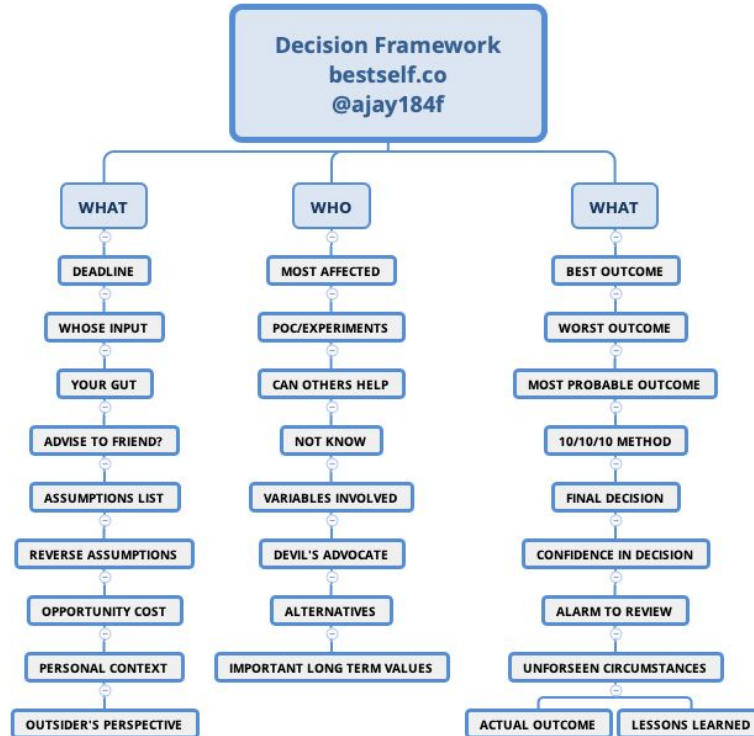 Decision Framework
bestself.co
@ajay184f
WHAT
DEADLINE
WHOSE INPUT
YOUR GUT
ADVISE TO FRIEND?
ASSUMPTIONS LIST
REVERSE ASSUMPTIONS
OPPORTUNITY COST
PERSONAL CONTEXT
OUTSIDER'S PERSPECTIVE
WHO
MOST AFFECTED
POC/EXPERIMENTS
CAN OTHERS HELP
NOT KNOW
VARIABLES INVOLVED
DEVIL'S ADVOCATE
ALTERNATIVES
IMPORTANT LONG TERM VALUES
WHAT
BEST OUTCOME
WORST OUTCOME
MOST PROBABLE OUTCOME
10/10/10 METHOD
FINAL DECISION
CONFIDENCE IN DECISION
ALARM TO REVIEW
UNFORSEEN CIRCUMSTANCES
ACTUAL OUTCOME
LESSONS LEARNED